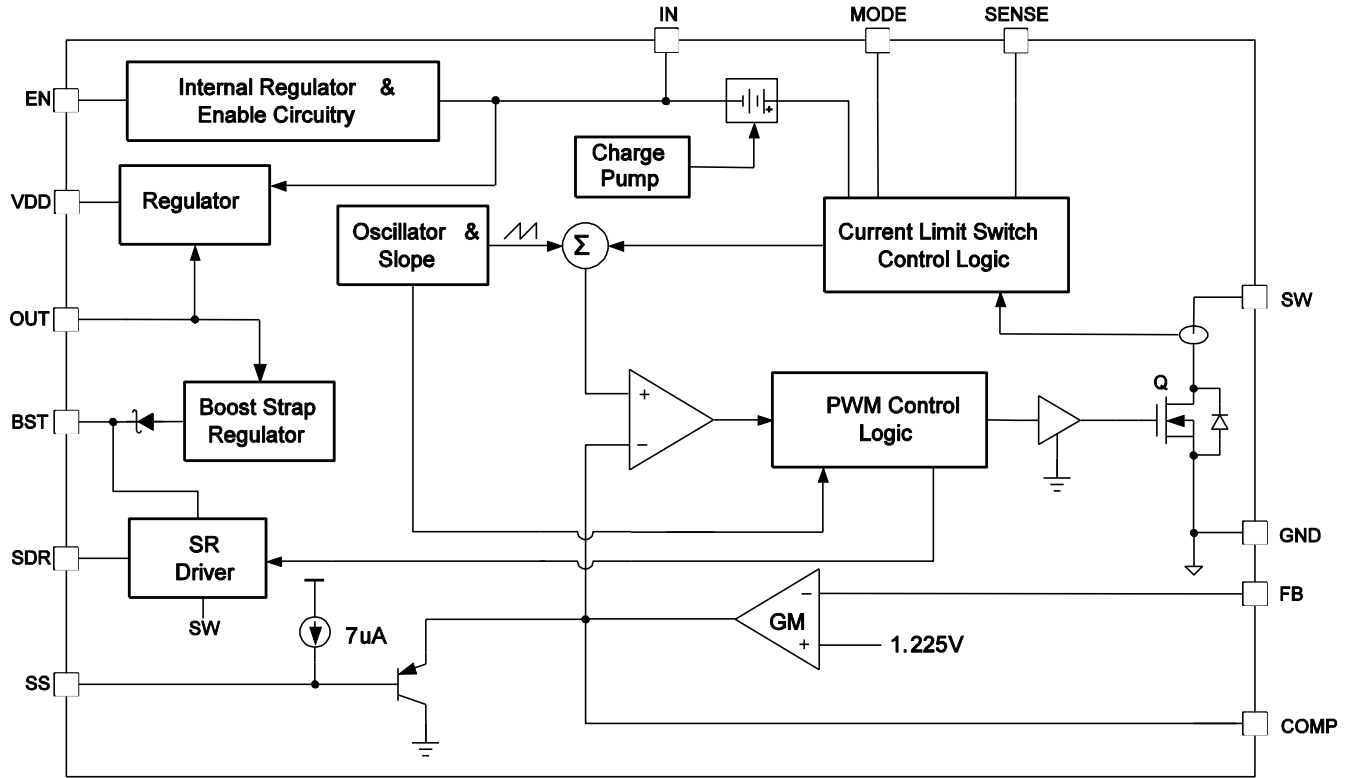 IN
MODE
SENSE
EN
Internal Regulator &
Enable Circuitry
+
Charge
Pump
VDD
Regulator
Oscillator &
Slope
Σ
Current Limit Switch
Control Logic
OUT
SW
BST
Boost Strap
Regulator
+
−
PWM Control
Logic
Q
SDR
SR
Driver
SW
GND
FB
7uA
GM
−
+
1.225V
SS
COMP